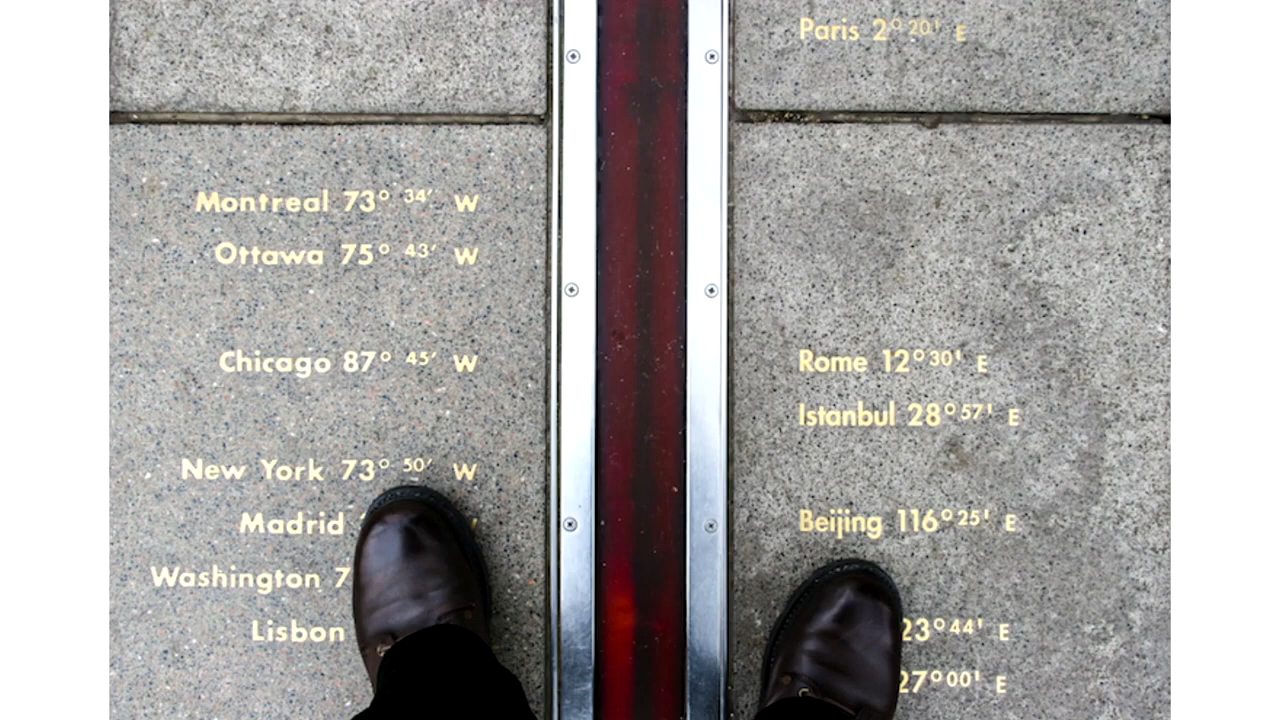 Paris 2° 20' E
Montreal 73° 34' W
Ottawa 75° 43' W
Chicago 87° 45' W
Rome 12° 30' E
Istanbul 28° 57' E
New York 73° 50' W
Madrid
Beijing 116° 25' E
Washington 7
Lisbon
23° 44' E
27° 00' E